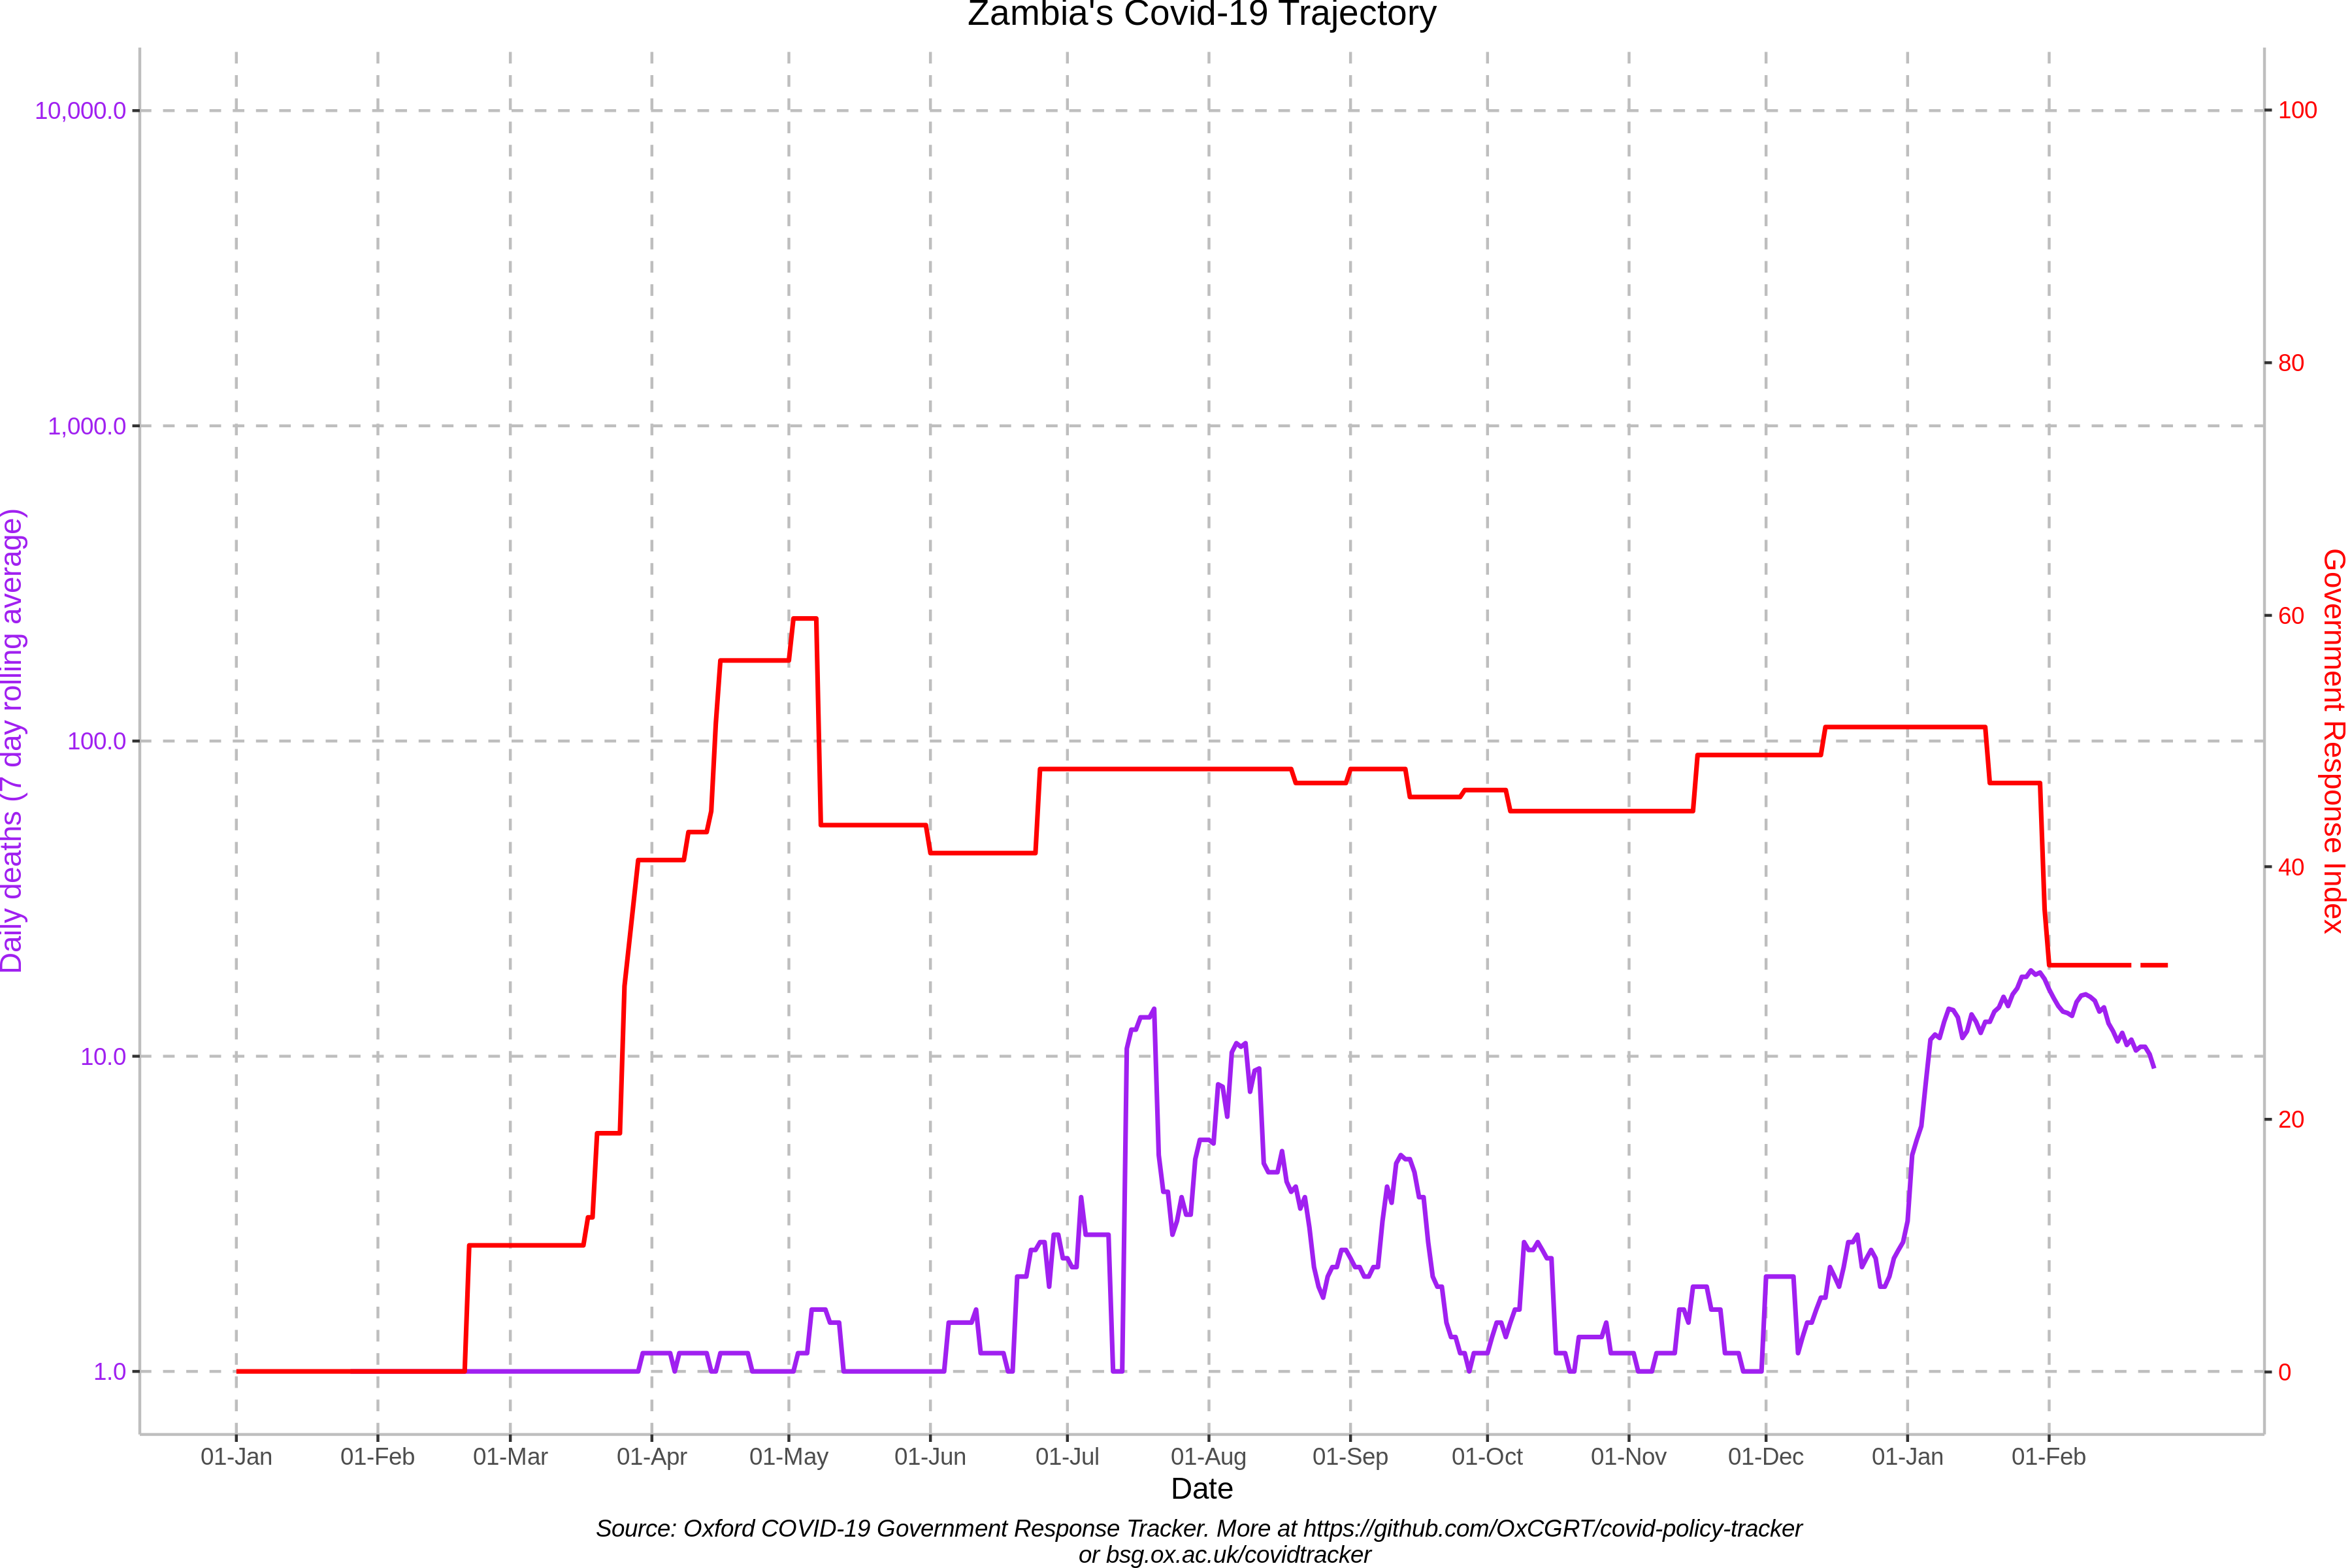 Zambia's Covid-19 Trajectory
10,000.0
1,000.0
100.0
10.0
1.0
Daily deaths (7 day rolling average)
100
80
60
40
20
0
Government Response Index
01-Jan 01-Feb 01-Mar 01-Apr 01-May 01-Jun 01-Jul 01-Aug 01-Sep 01-Oct 01-Nov 01-Dec 01-Jan 01-Feb
Date
Source: Oxford COVID-19 Government Response Tracker. More at https://github.com/OxCGRT/covid-policy-tracker
or bsg.ox.ac.uk/covidtracker